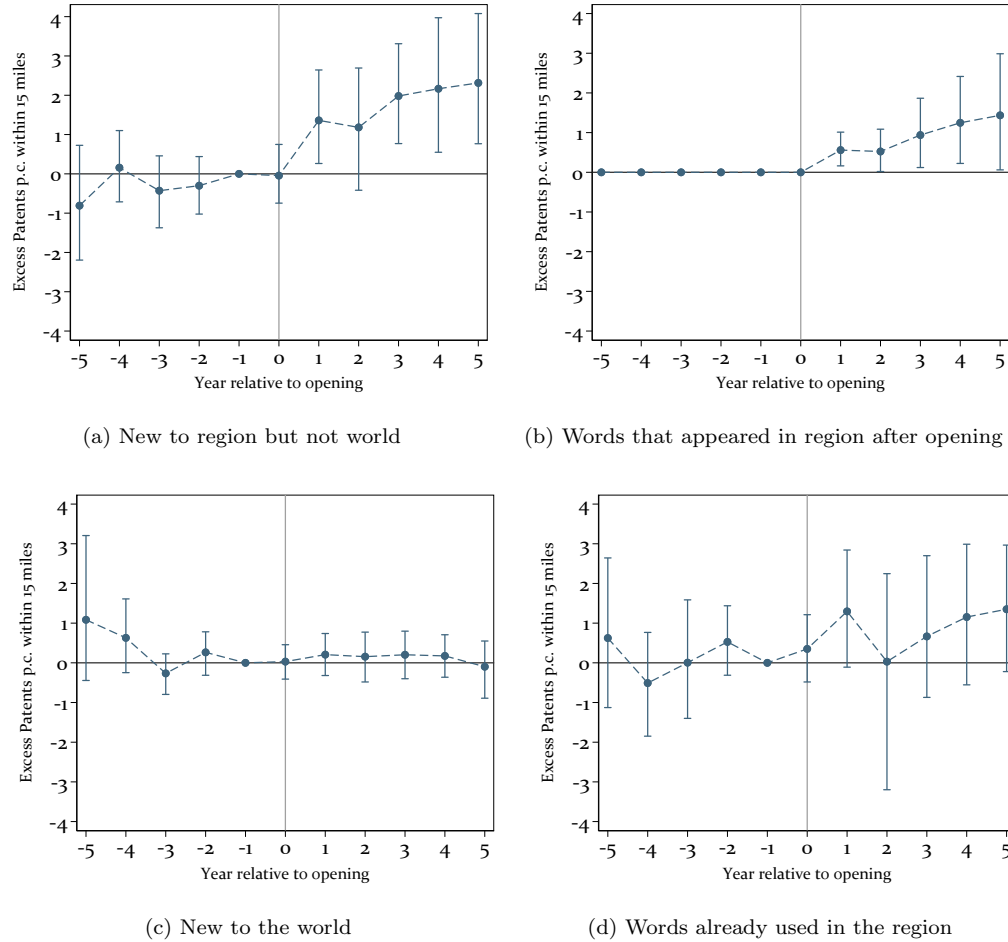 Excess Patents p.c. within 15 miles
4
3
2
1
0
-1
-2
-3
-4
-5 -4 -3 -2 -1 0 1 2 3 4 5
Year relative to opening
(a) New to region but not world
Excess Patents p.c. within 15 miles
4
3
2
1
0
-1
-2
-3
-4
-5 -4 -3 -2 -1 0 1 2 3 4 5
Year relative to opening
(b) Words that appeared in region after opening
Excess Patents p.c. within 15 miles
4
3
2
1
0
-1
-2
-3
-4
-5 -4 -3 -2 -1 0 1 2 3 4 5
Year relative to opening
(c) New to the world
Excess Patents p.c. within 15 miles
4
3
2
1
0
-1
-2
-3
-4
-5 -4 -3 -2 -1 0 1 2 3 4 5
Year relative to opening
(d) Words already used in the region